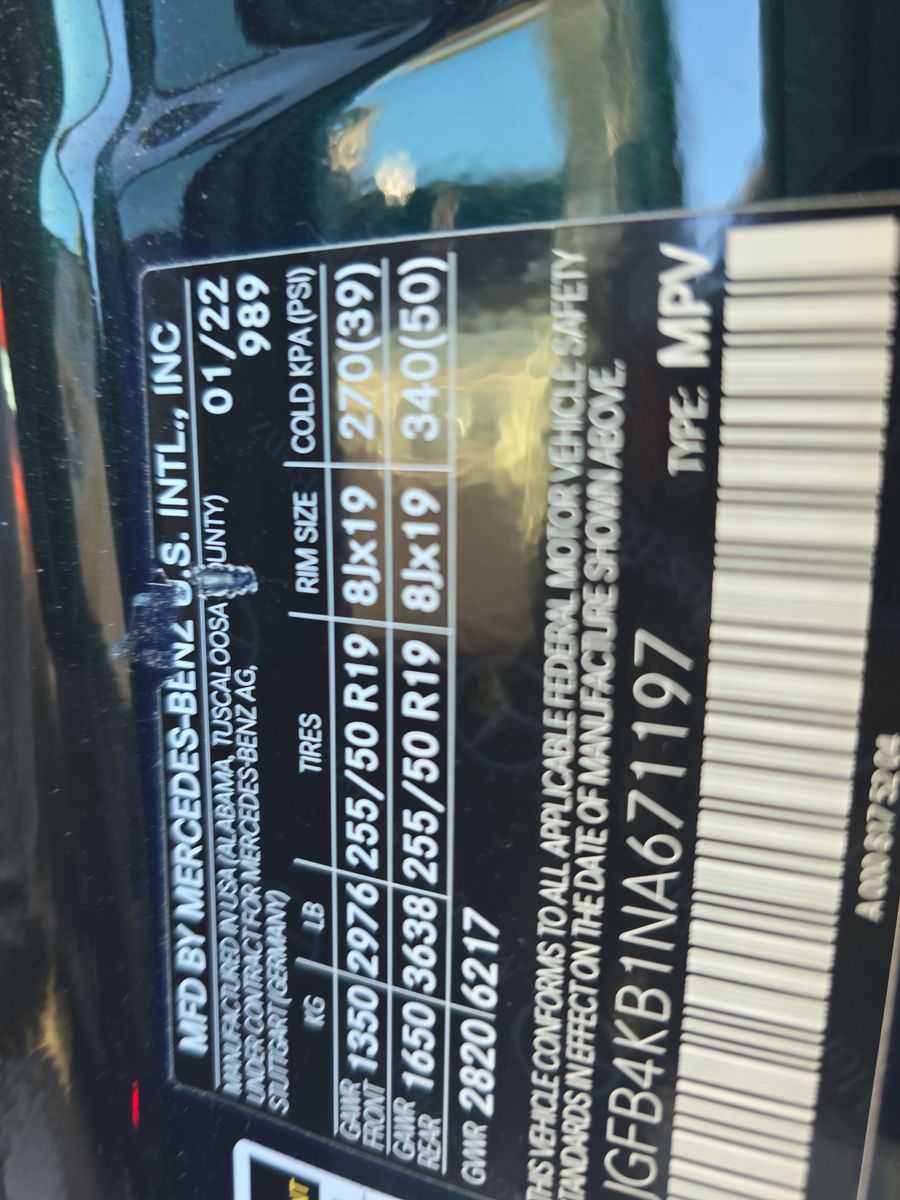 MFD BY MERCEDES-BENZ U.S. INTL., INC
MANUFACTURED IN USA (ALABAMA, TUSCALOOSA COUNTY) 01/22
UNDER CONTRACT FOR MERCEDES-BENZ AG, 989
STUTTGART (GERMANY)
KG LB TIRES RIM SIZE COLD KPA (PSI)
GAWR FRONT 1350 2976 255/50 R19 8Jx19 270(39)
GAWR REAR 1650 3638 255/50 R19 8Jx19 340(50)
GVWR 2820 6217
THIS VEHICLE CONFORMS TO ALL APPLICABLE FEDERAL MOTOR VEHICLE SAFETY
TANDARDS IN EFFECT ON THE DATE OF MANUFACTURE SHOWN ABOVE.
JGFB4KB1NA671197 TYPE: MPV